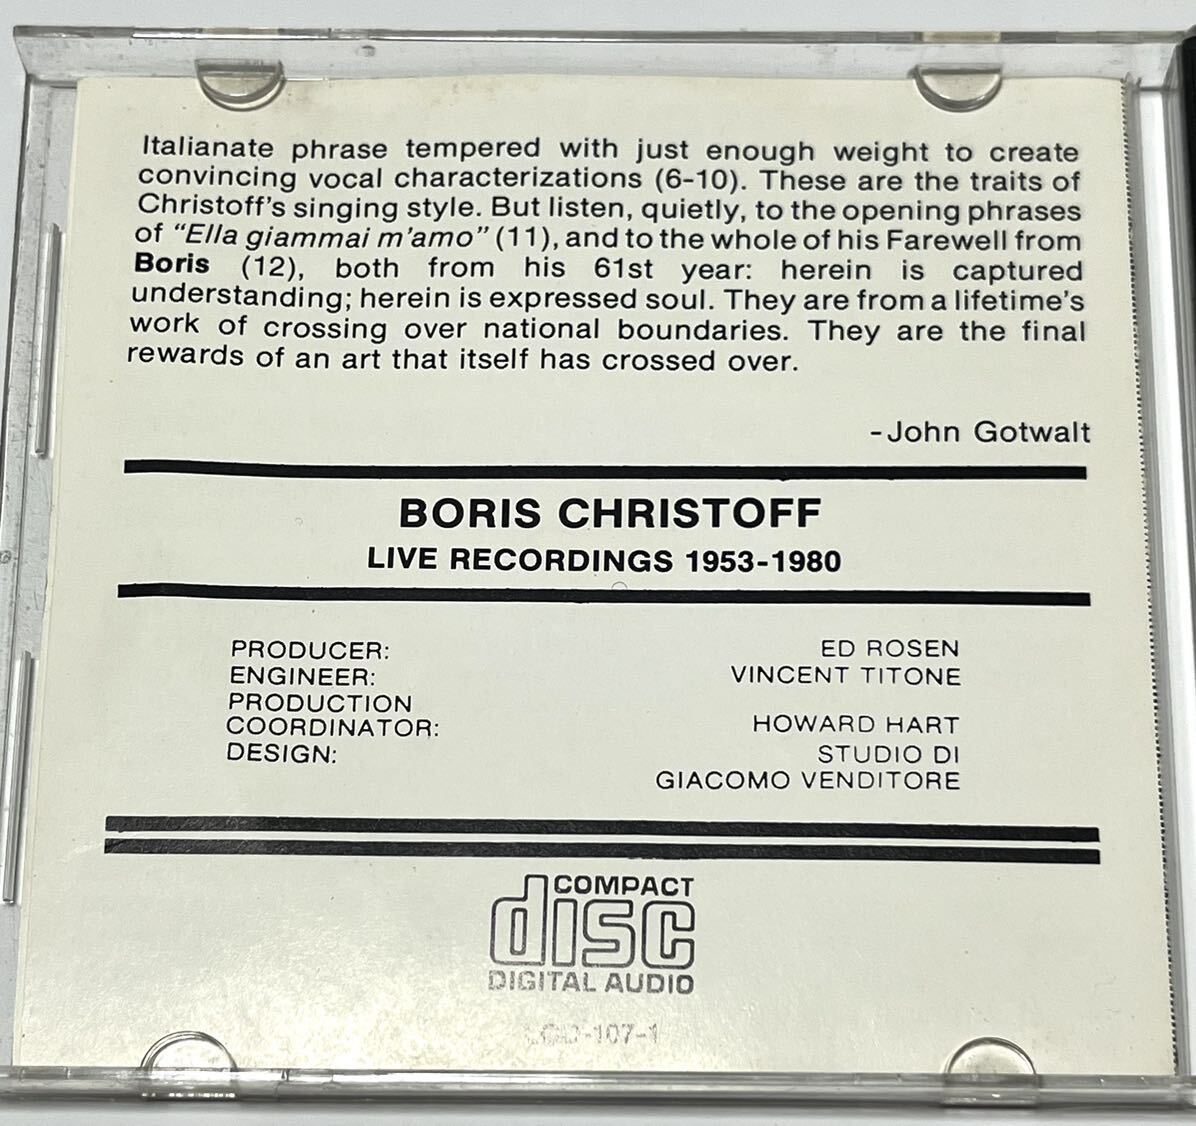 Italianate phrase tempered with just enough weight to create
convincing vocal characterizations (6-10). These are the traits of
Christoff's singing style. But listen, quietly, to the opening phrases
of "Ella giammai m'amo" (11), and to the whole of his Farewell from
Boris (12), both from his 61st year: herein is captured
understanding; herein is expressed soul. They are from a lifetime's
work of crossing over national boundaries. They are the final
rewards of an art that itself has crossed over.
-John Gotwalt
BORIS CHRISTOFF
LIVE RECORDINGS 1953-1980
PRODUCER: ED ROSEN
ENGINEER: VINCENT TITONE
PRODUCTION
COORDINATOR: HOWARD HART
DESIGN: STUDIO DI
GIACOMO VENDITORE
COMPACT
disc
DIGITAL AUDIO